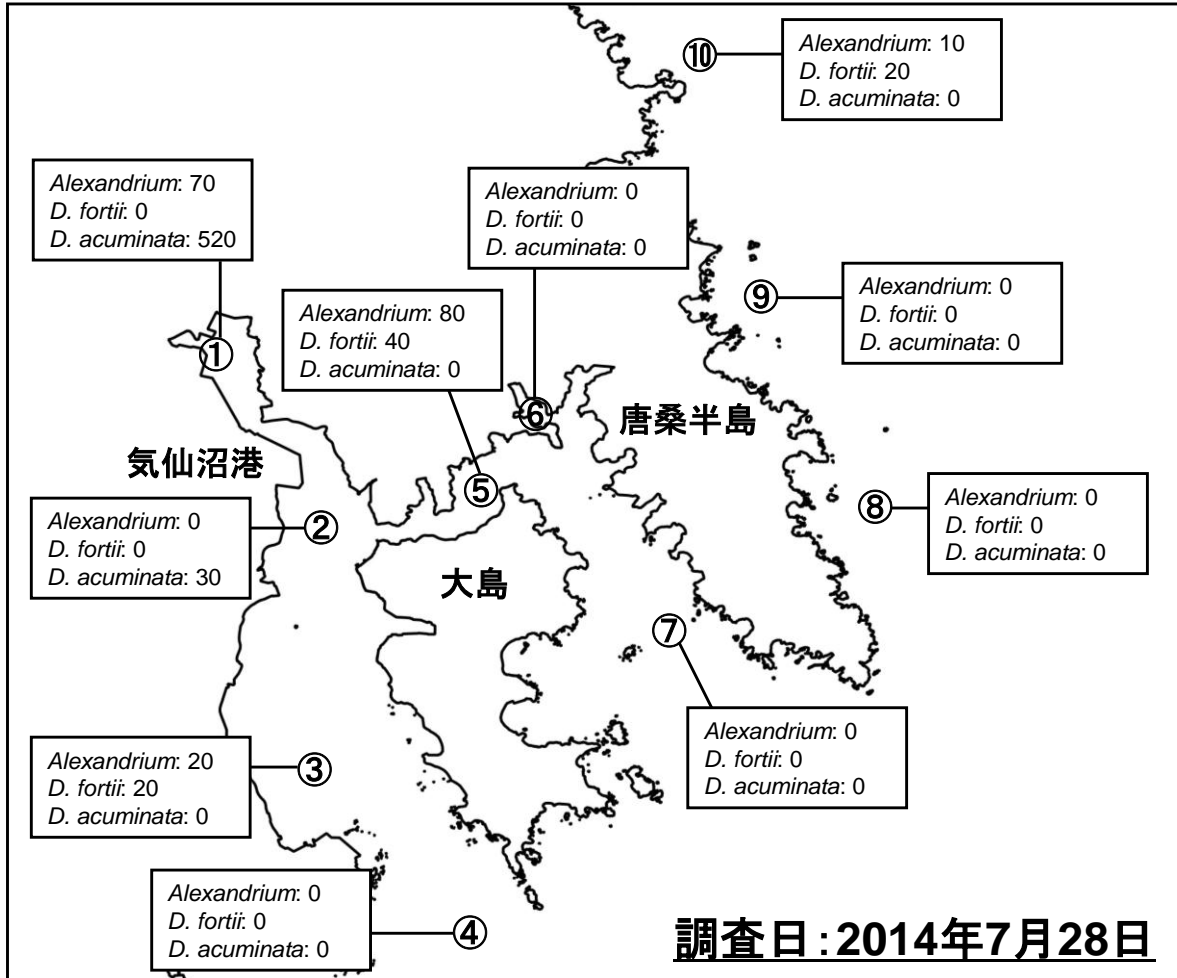 ⑩
Alexandrium: 10
D. fortii: 20
D. acuminata: 0
Alexandrium: 70
D. fortii: 0
D. acuminata: 520
①
Alexandrium: 0
D. fortii: 0
D. acuminata: 0
⑥
Alexandrium: 80
D. fortii: 40
D. acuminata: 0
⑤
⑨
Alexandrium: 0
D. fortii: 0
D. acuminata: 0
唐桑半島
気仙沼港
Alexandrium: 0
D. fortii: 0
D. acuminata: 30
②
⑧
Alexandrium: 0
D. fortii: 0
D. acuminata: 0
大島
⑦
Alexandrium: 0
D. fortii: 0
D. acuminata: 0
Alexandrium: 20
D. fortii: 20
D. acuminata: 0
③
Alexandrium: 0
D. fortii: 0
D. acuminata: 0
④
調査日:2014年7月28日